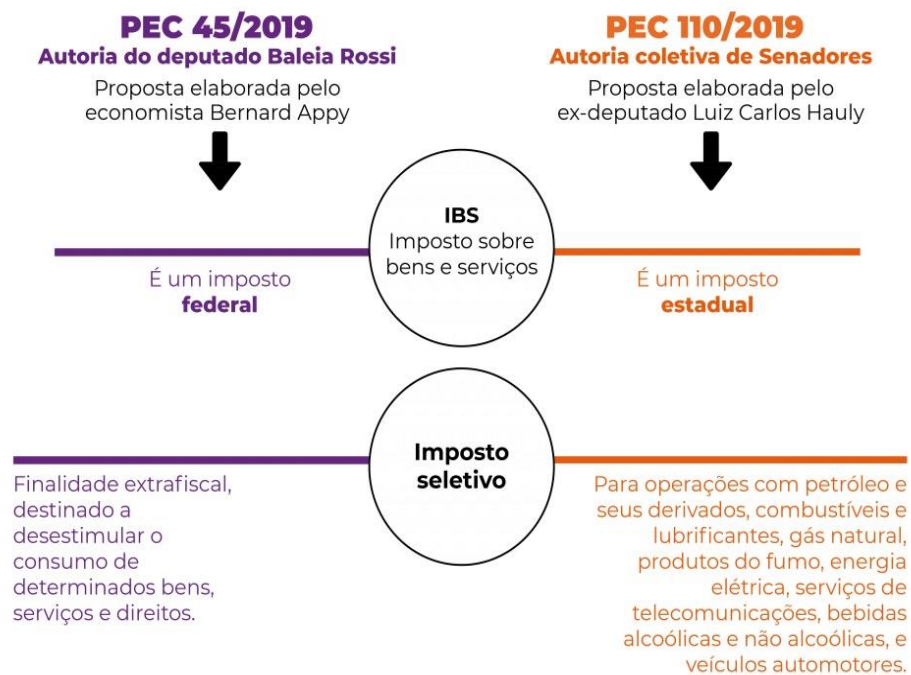 PEC 45/2019
Autoria do deputado Baleia Rossi
Proposta elaborada pelo
economista Bernard Appy
PEC 110/2019
Autoria coletiva de Senadores
Proposta elaborada pelo
ex-deputado Luiz Carlos Hauly
IBS
Imposto sobre
bens e serviços
É um imposto
federal
É um imposto
estadual
Imposto
seletivo
Finalidade extrafiscal,
destinado a
desestimular o
consumo de
determinados bens,
serviços e direitos.
Para operações com petróleo e
seus derivados, combustíveis e
lubrificantes, gás natural,
produtos do fumo, energia
elétrica, serviços de
telecomunicações, bebidas
alcoólicas e não alcoólicas, e
veículos automotores.